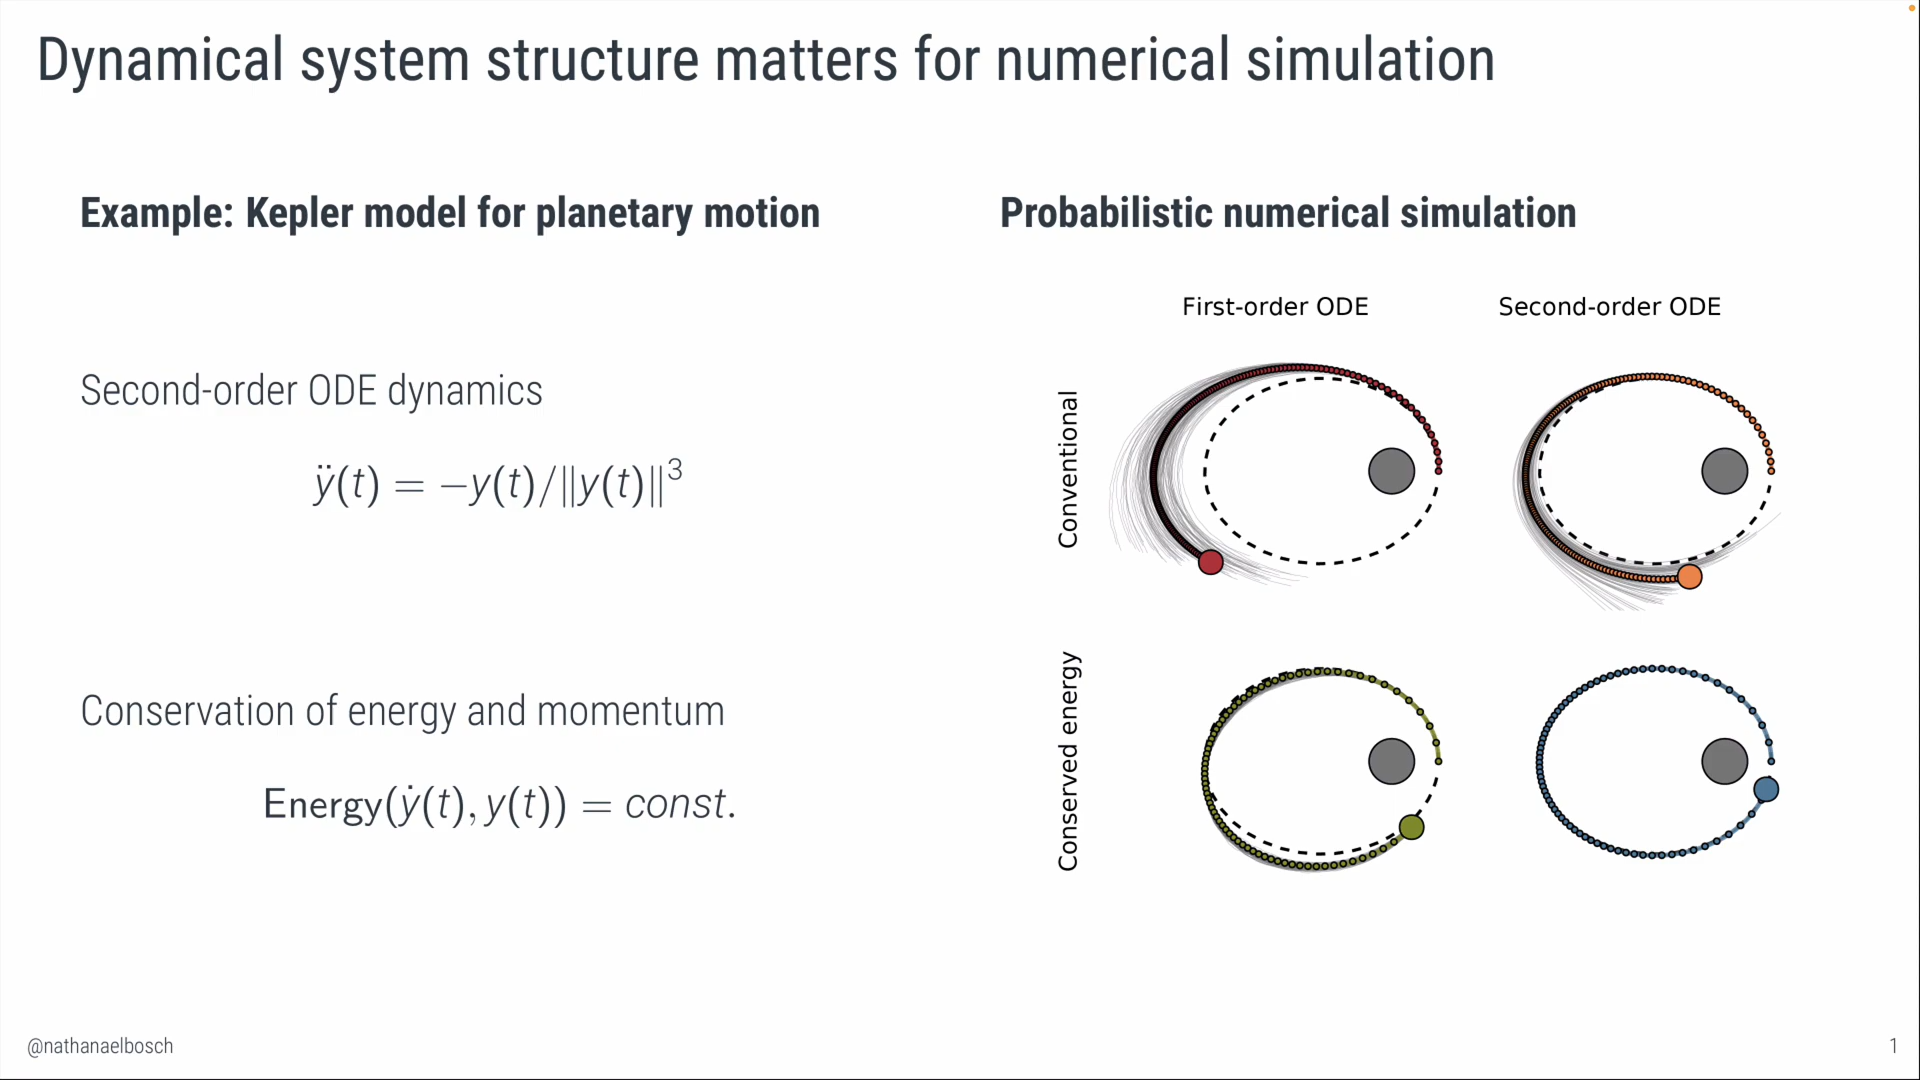 Dynamical system structure matters for numerical simulation
Example: Kepler model for planetary motion
Second-order ODE dynamics
ÿ(t) = −y(t)/‖y(t)‖³
Conservation of energy and momentum
Energy(ẏ(t), y(t)) = const.
Probabilistic numerical simulation
First-order ODE
Second-order ODE
Conventional
Conserved energy
@nathanaelbosch
1